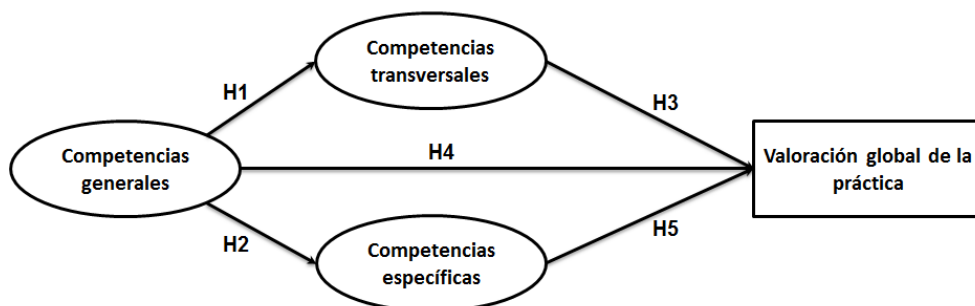 Competencias
transversales
H1
H3
Competencias
generales
H4
Valoración global de la
práctica
H2
H5
Competencias
específicas